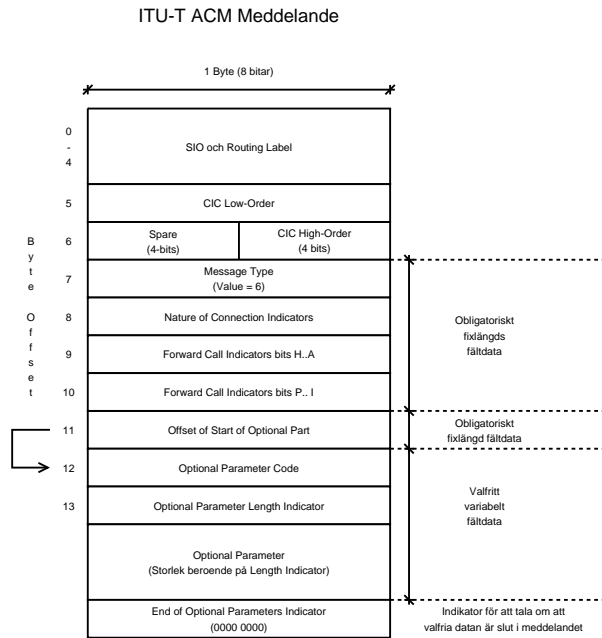 ITU-T ACM Meddelande
1 Byte (8 bitar)
0
-
4
SIO och Routing Label
5
CIC Low-Order
Byte Offset
6
Spare
(4-bits)
CIC High-Order
(4 bits)
7
Message Type
(Value = 6)
8
Nature of Connection Indicators
9
Forward Call Indicators bits H..A
10
Forward Call Indicators bits P.. I
Obligatoriskt
fixlängds
fältdata
11
Offset of Start of Optional Part
Obligatoriskt
fixlängd fältdata
12
Optional Parameter Code
13
Optional Parameter Length Indicator
Valfritt
variabelt
fältdata
Optional Parameter
(Storlek beroende på Length Indicator)
End of Optional Parameters Indicator
(0000 0000)
Indikator för att tala om att
valfria datan är slut i meddelandet